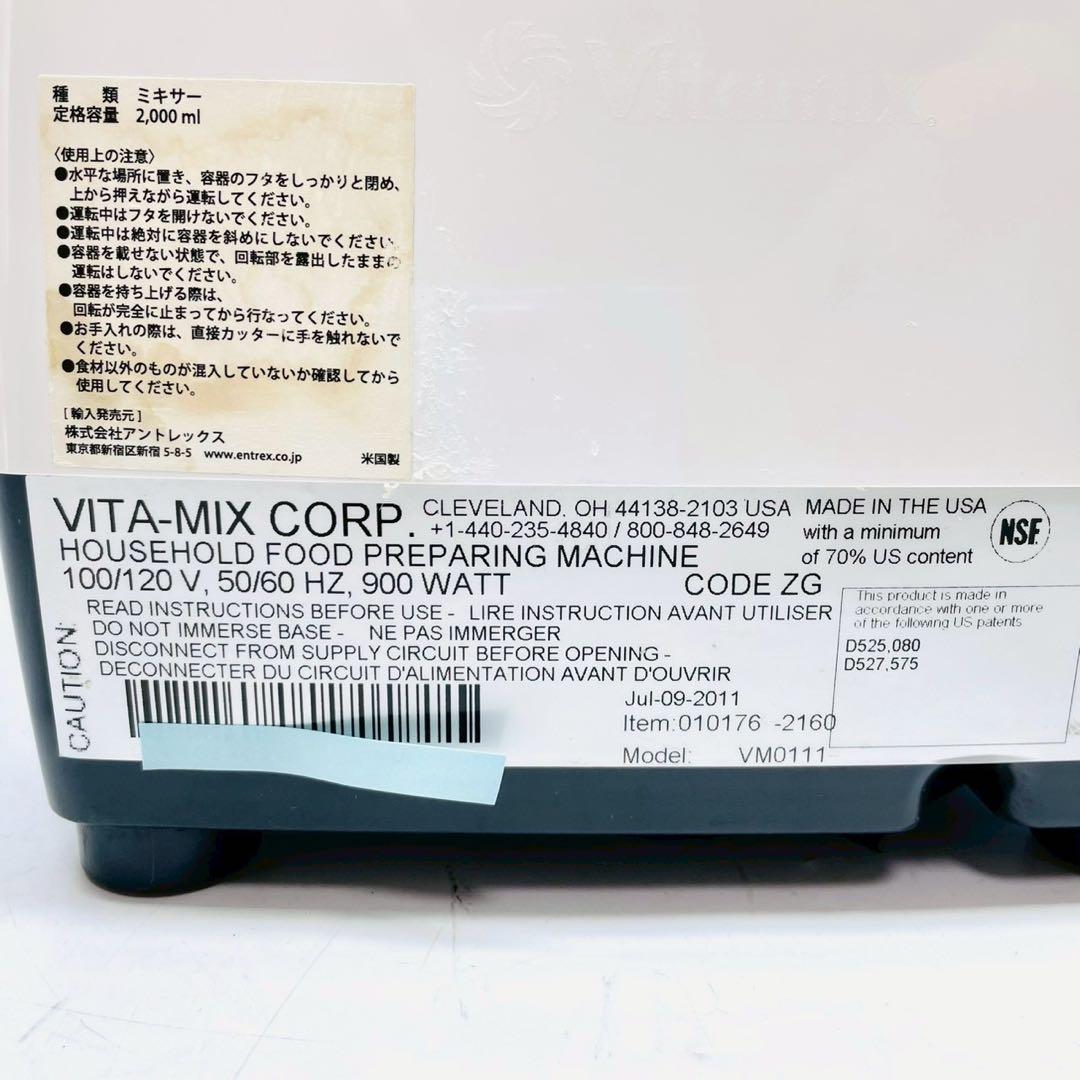 Vita-Mix
種 類 ミキサー
定格容量 2,000 ml
〈使用上の注意〉
●水平な場所に置き、容器のフタをしっかりと閉め、
上から押えながら運転してください。
●運転中はフタを開けないでください。
●運転中は絶対に容器を斜めにしないでください。
●容器を載せない状態で、回転部を露出したままの
運転はしないでください。
●容器を持ち上げる際は、
回転が完全に止まってから行なってください。
●お手入れの際は、直接カッターに手を触れないで
ください。
●食材以外のものが混入していないか確認してから
使用してください。
[輸入発売元]
株式会社アントレックス
東京都新宿区新宿 5-8-5 www.entrex.co.jp 米国製
VITA-MIX CORP. CLEVELAND. OH 44138-2103 USA
+1-440-235-4840 / 800-848-2649
MADE IN THE USA
with a minimum
of 70% US content
NSF
HOUSEHOLD FOOD PREPARING MACHINE
100/120 V, 50/60 HZ, 900 WATT CODE ZG
CAUTION:
READ INSTRUCTIONS BEFORE USE - LIRE INSTRUCTION AVANT UTILISER
DO NOT IMMERSE BASE - NE PAS IMMERGER
DISCONNECT FROM SUPPLY CIRCUIT BEFORE OPENING -
DECONNECTER DU CIRCUIT D'ALIMENTATION AVANT D'OUVRIR
This product is made in
accordance with one or more
of the following US patents
D525,080
D527,575
Jul-09-2011
Item:010176 -2160
Model: VM0111